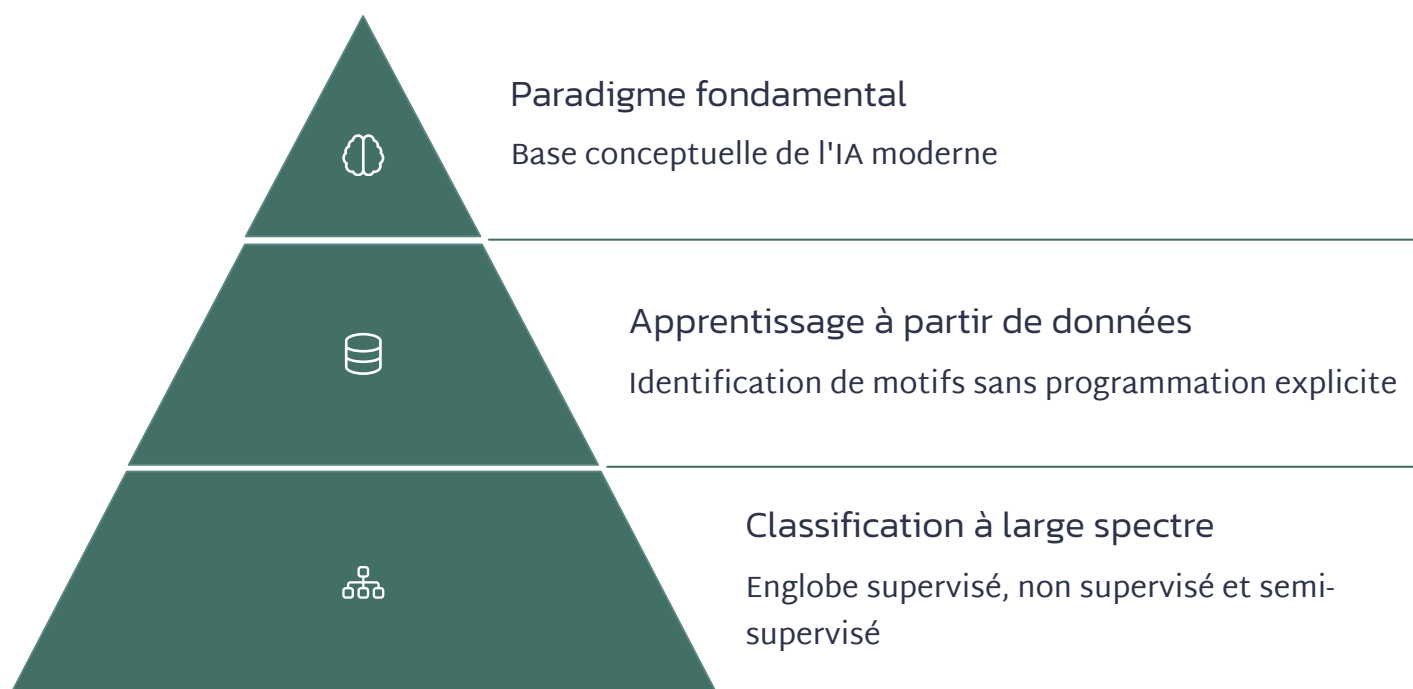 Paradigme fondamental
Base conceptuelle de l'IA moderne
Apprentissage à partir de données
Identification de motifs sans programmation explicite
Classification à large spectre
Englobe supervisé, non supervisé et semi-
supervisé